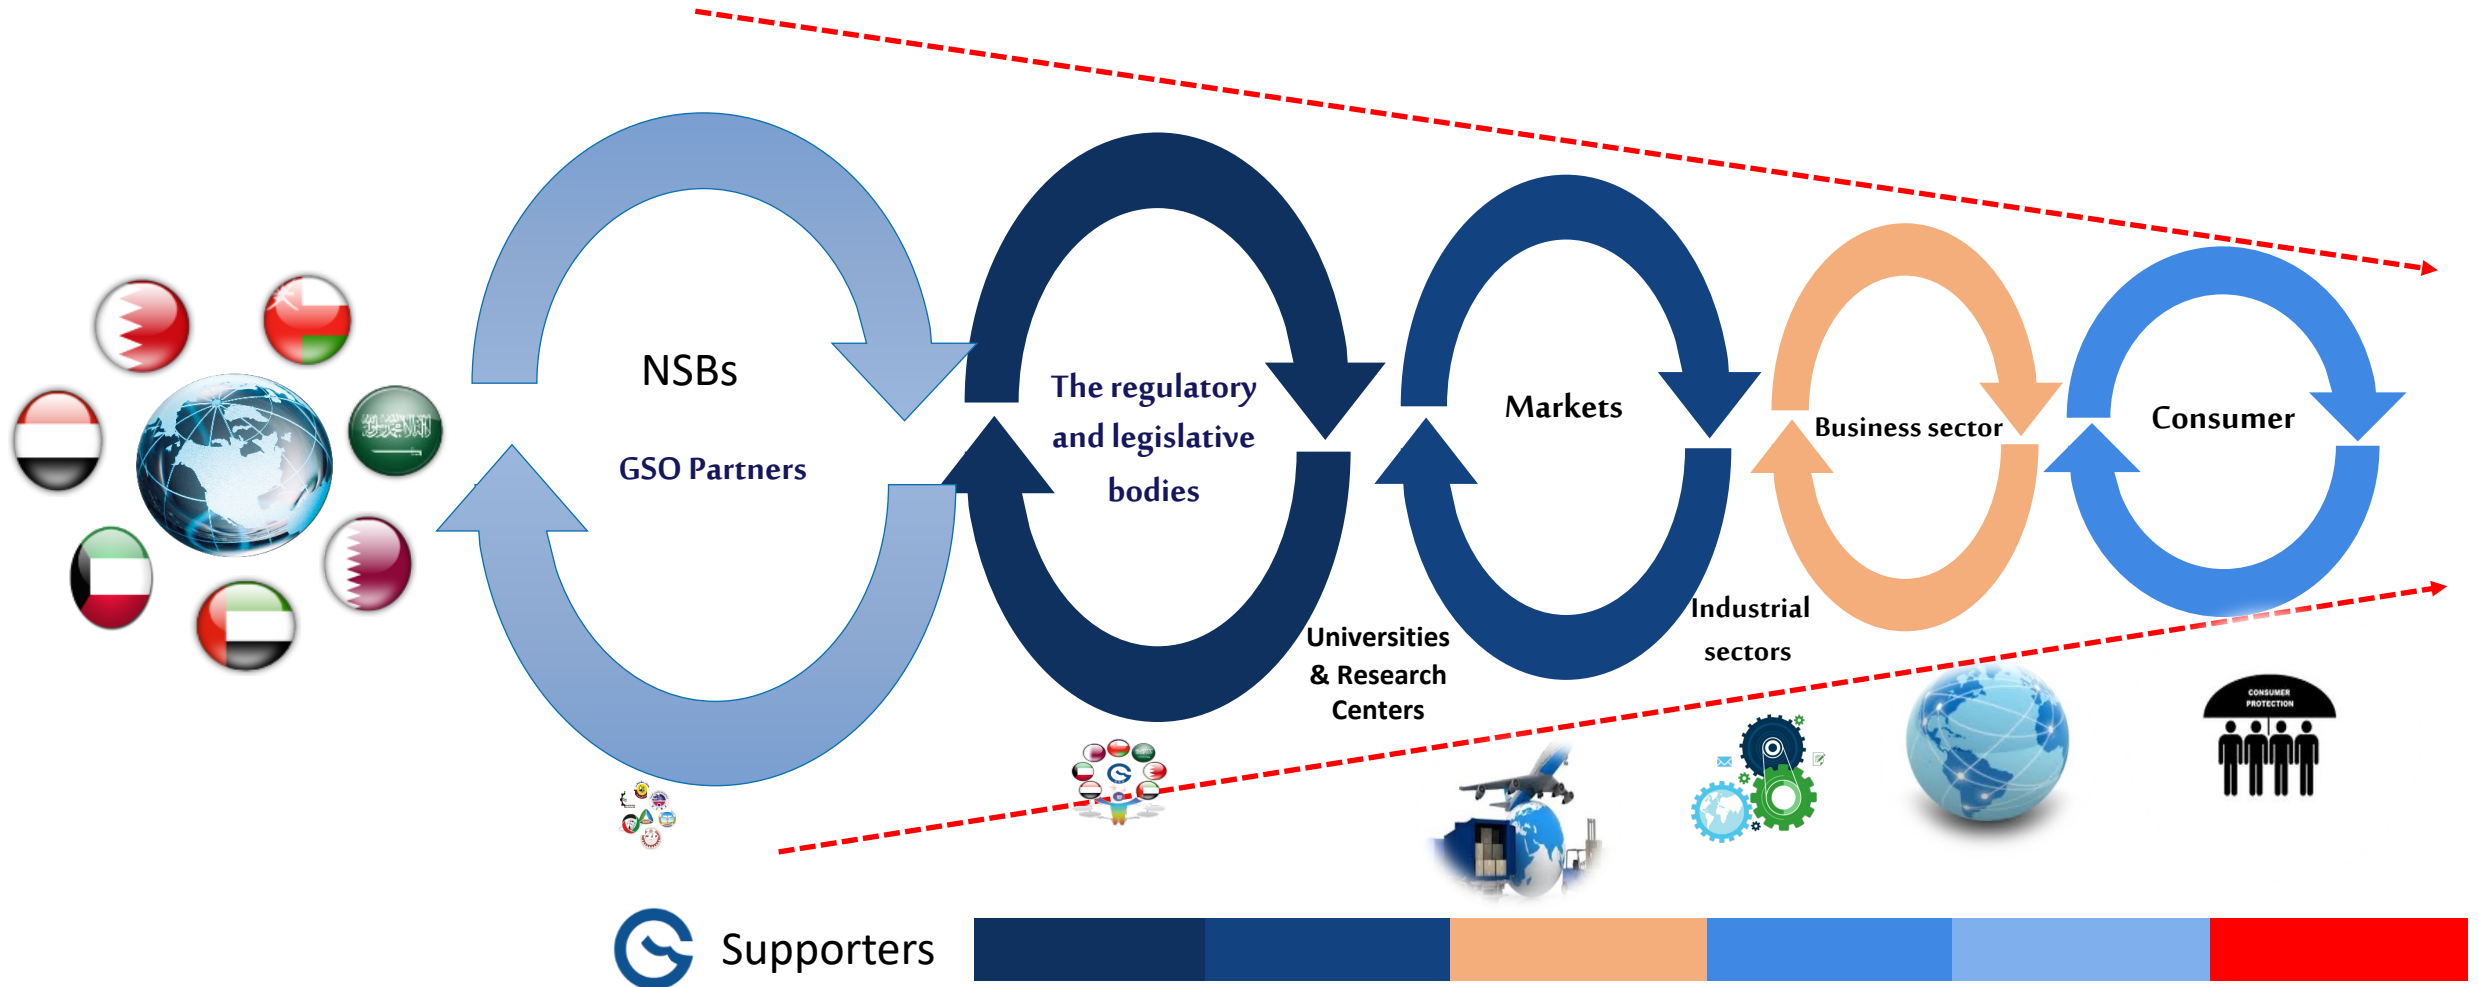 NSBs
GSO Partners
The regulatory
and legislative
bodies
Universities
& Research
Centers
Markets
Industrial
sectors
Business sector
Consumer
CONSUMER
PROTECTION
Supporters